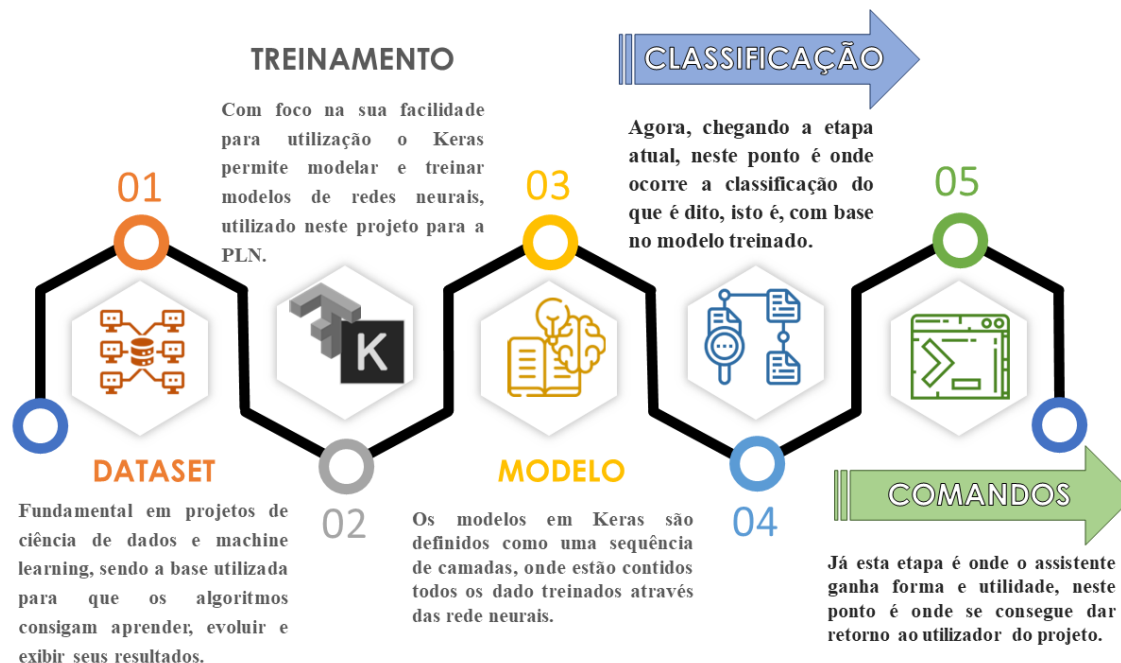 TREINAMENTO
Com foco na sua facilidade
para utilização o Keras
permite modelar e treinar
modelos de redes neurais,
utilizado neste projeto para a
PLN.
CLASSIFICAÇÃO
Agora, chegando a etapa
atual, neste ponto é onde
ocorre a classificação do
que é dito, isto é, com base
no modelo treinado.
01
03
05
K
DATASET
Fundamental em projetos de
ciência de dados e machine
learning, sendo a base utilizada
para que os algoritmos
consigam aprender, evoluir e
exibir seus resultados.
02
MODELO
Os modelos em Keras são
definidos como uma sequência
de camadas, onde estão contidos
todos os dado treinados através
das rede neurais.
04
COMANDOS
Já esta etapa é onde o assistente
ganha forma e utilidade, neste
ponto é onde se consegue dar
retorno ao utilizador do projeto.